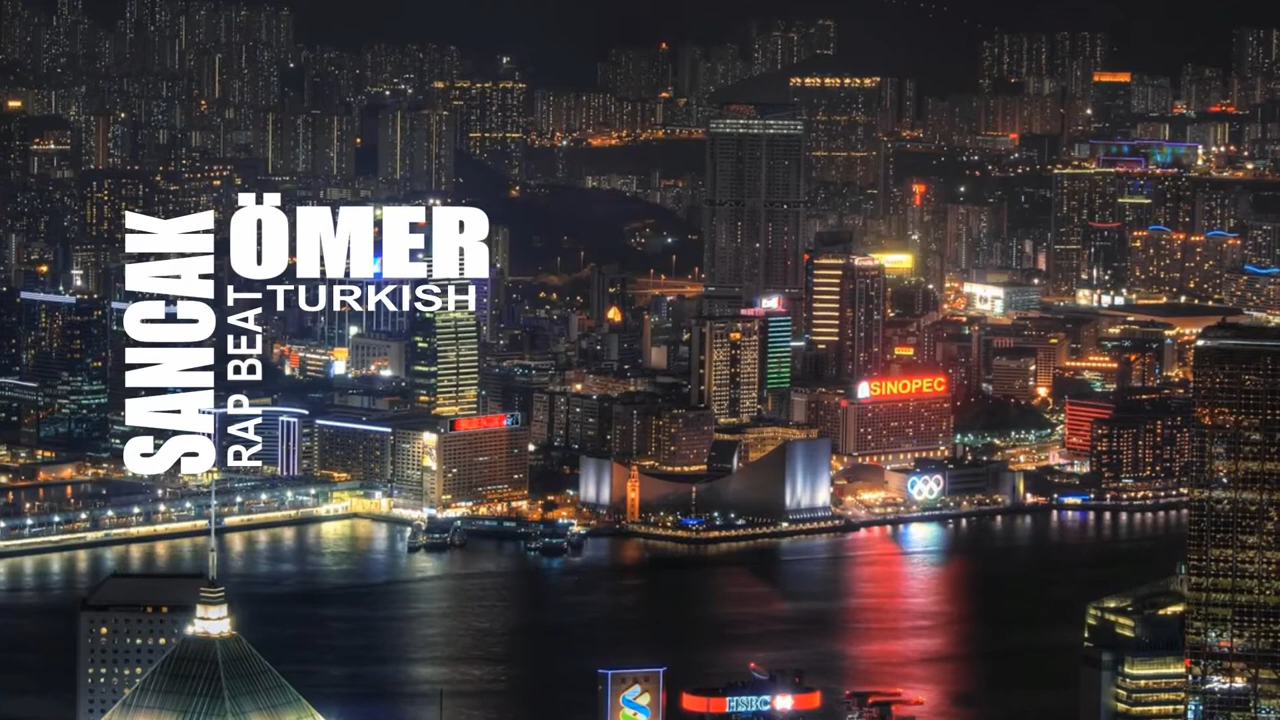 ÖMER
SANCAK
TURKISH
RAP BEAT
SINOPEC
HSBC